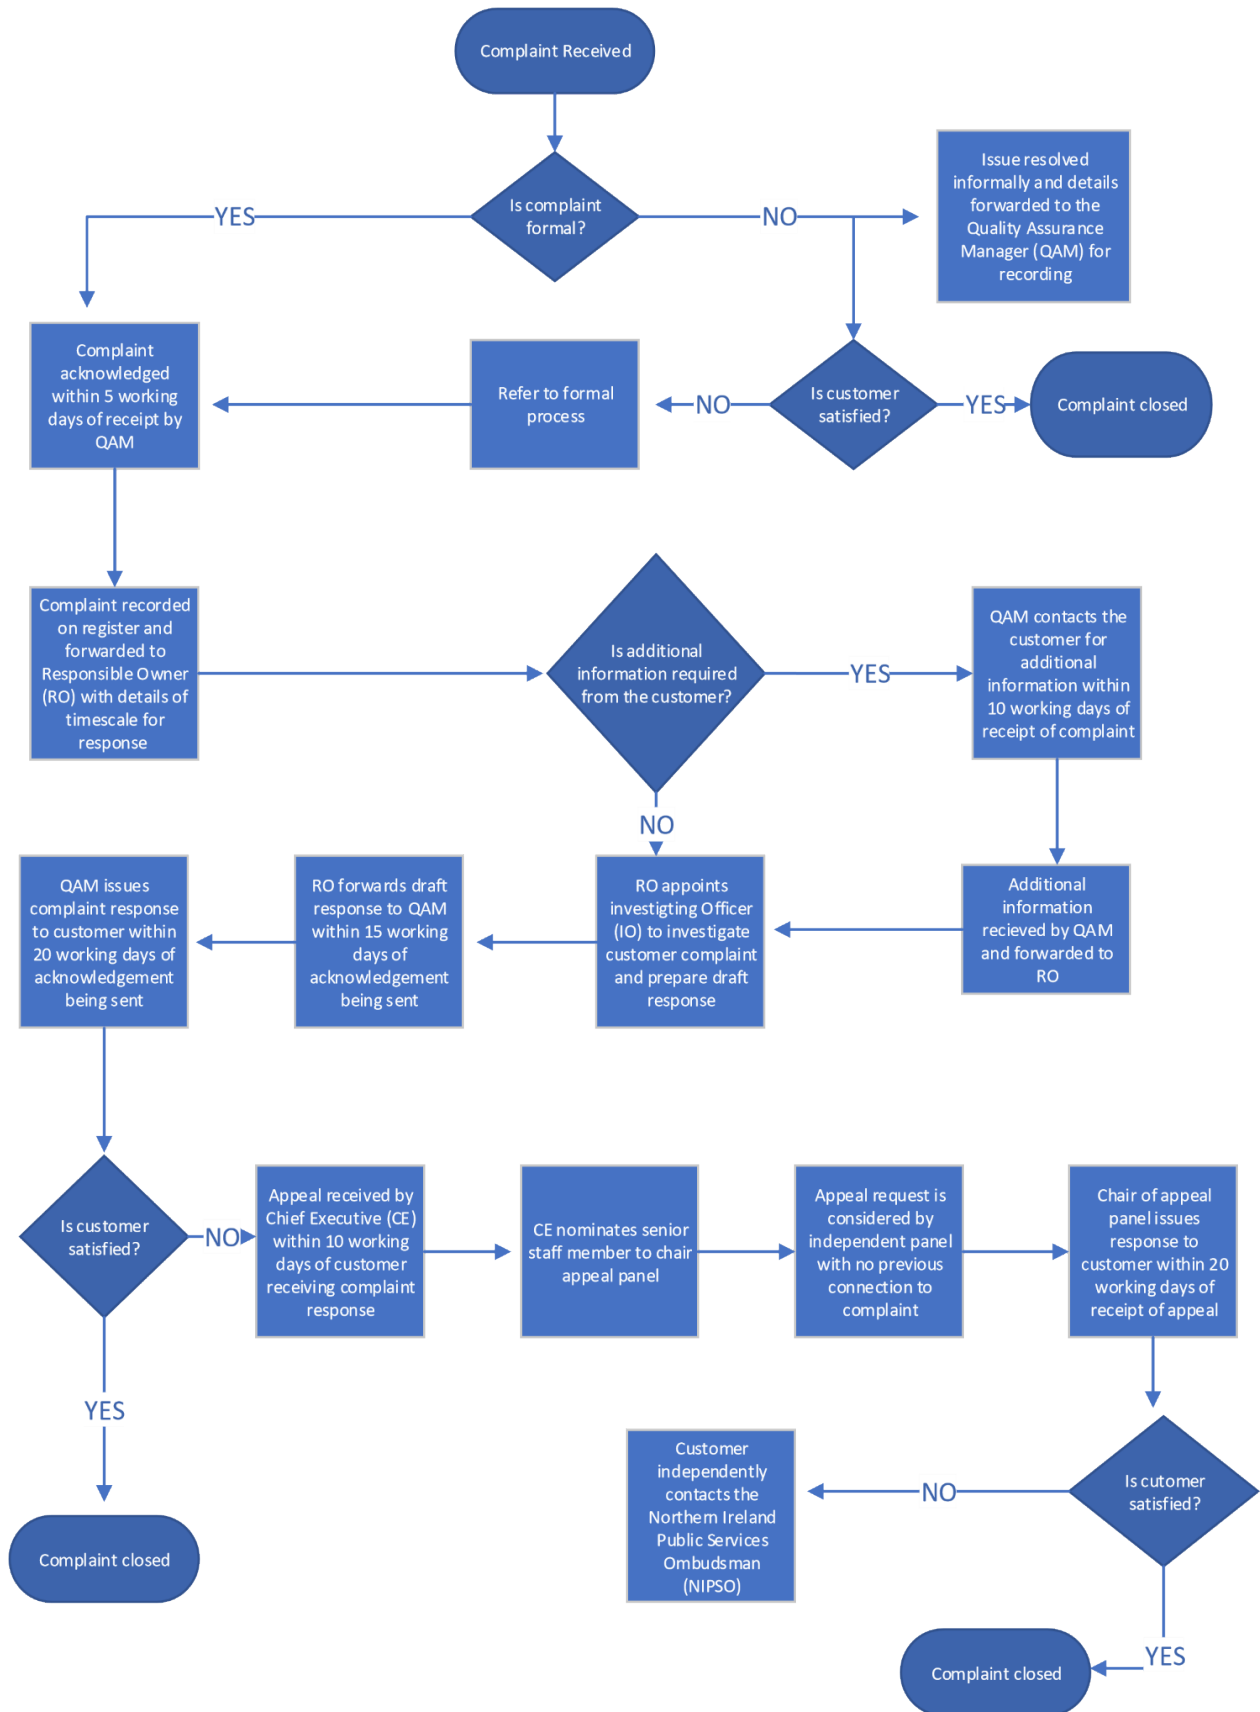 Complaint Received
Is complaint
formal?
YES
NO
Issue resolved
informally and details
forwarded to the
Quality Assurance
Manager (QAM) for
recording
Complaint
acknowledged
within 5 working
days of receipt by
QAM
Refer to formal
process
NO
Is customer
satisfied?
YES
Complaint closed
Complaint recorded
on register and
forwarded to
Responsible Owner
(RO) with details of
timescale for
response
Is additional
information required
from the customer?
YES
QAM contacts the
customer for
additional
information within
10 working days of
receipt of complaint
NO
QAM issues
complaint response
to customer within
20 working days of
acknowledgement
being sent
RO forwards draft
response to QAM
within 15 working
days of
acknowledgement
being sent
RO appoints
investigting Officer
(IO) to investigate
customer complaint
and prepare draft
response
Additional
information
recieved by QAM
and forwarded to
RO
Is customer
satisfied?
NO
Appeal received by
Chief Executive (CE)
within 10 working
days of customer
receiving complaint
response
CE nominates senior
staff member to chair
appeal panel
Appeal request is
considered by
independent panel
with no previous
connection to
complaint
Chair of appeal
panel issues
response to
customer within 20
working days of
receipt of appeal
YES
Complaint closed
Customer
independently
contacts the
Northern Ireland
Public Services
Ombudsman
(NIPSO)
NO
Is cutomer
satisfied?
YES
Complaint closed